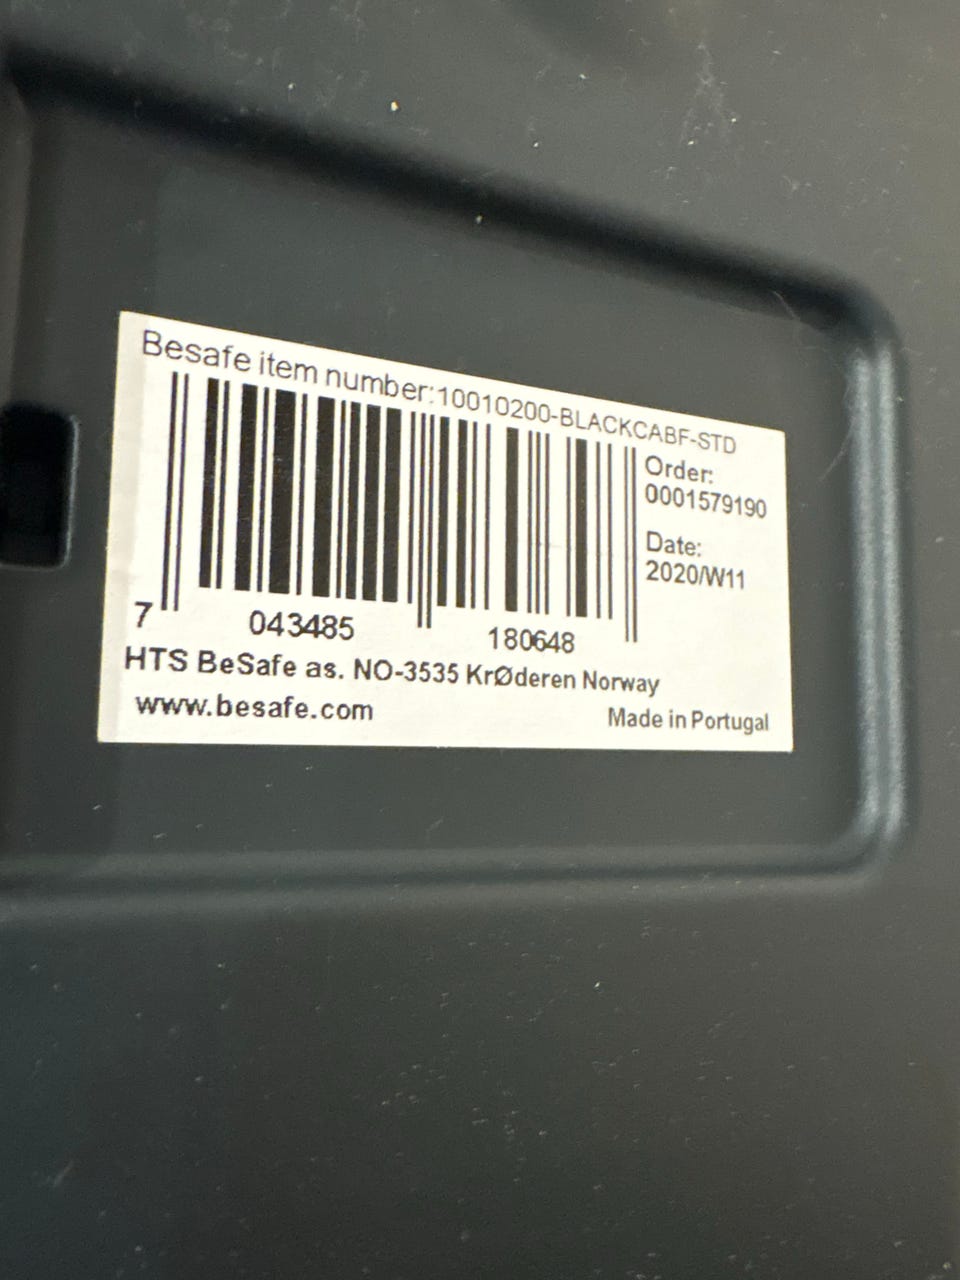 Besafe item number:10010200-BLACKCABF-STD
Order:
0001579190
Date:
2020/W11
7 043485 180648
HTS BeSafe as. NO-3535 KrØderen Norway
www.besafe.com
Made in Portugal